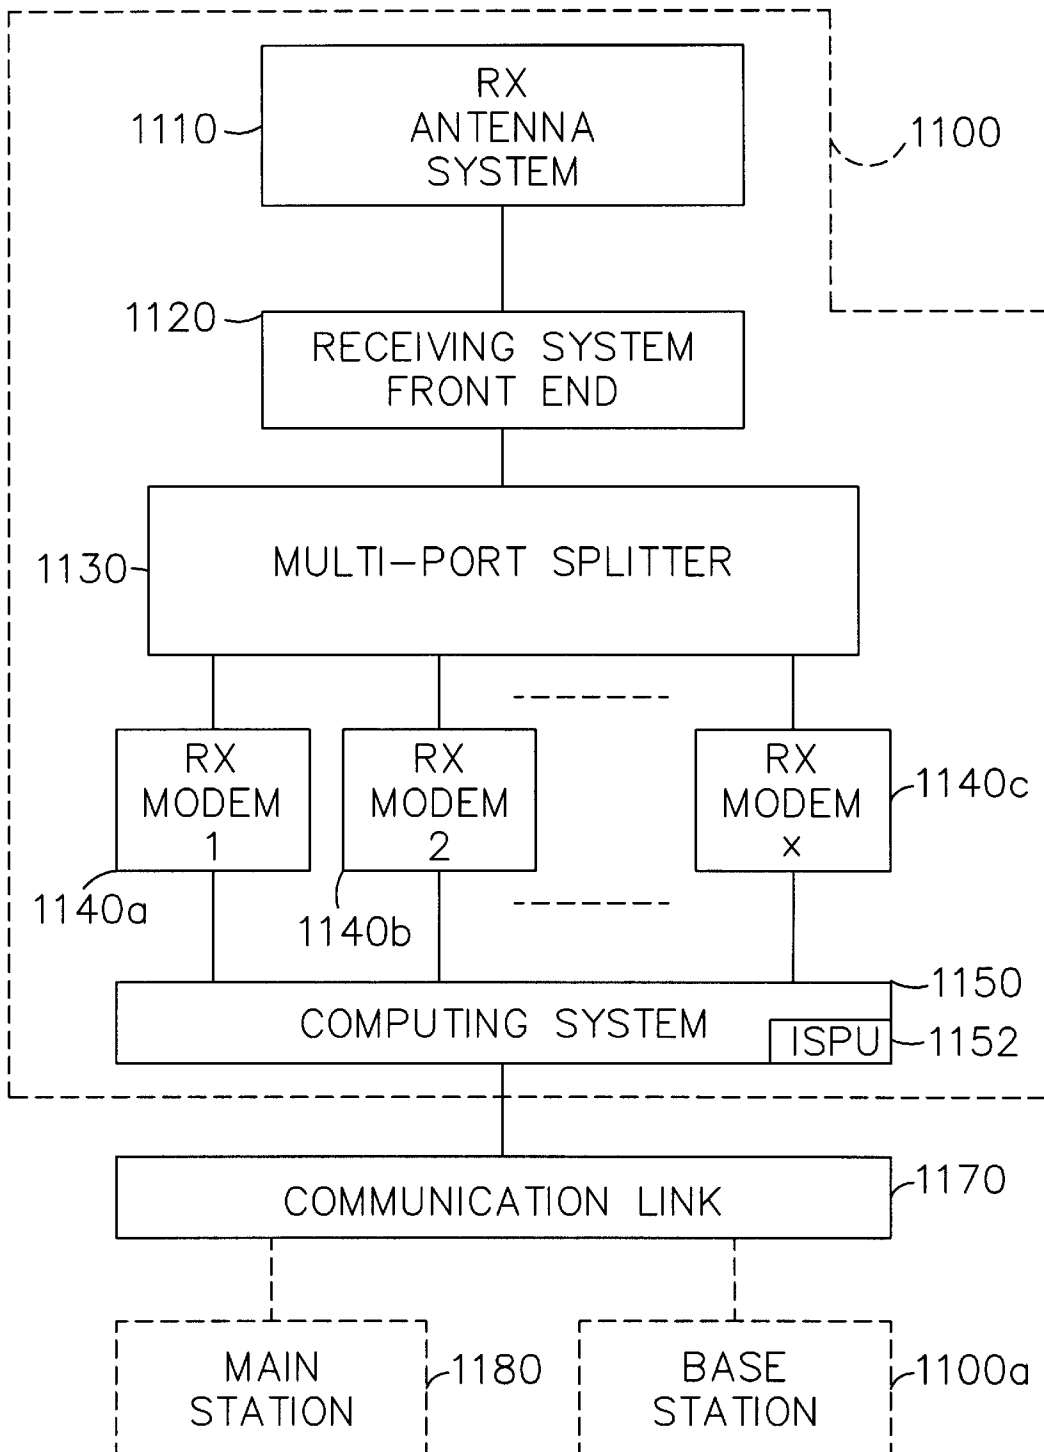 RX
ANTENNA
SYSTEM
1110
1100
1120
RECEIVING SYSTEM
FRONT END
1130
MULTI-PORT SPLITTER
RX
MODEM
1
RX
MODEM
2
RX
MODEM
x
1140c
1140a
1140b
1150
COMPUTING SYSTEM
ISPU
1152
COMMUNICATION LINK
1170
MAIN
STATION
1180
BASE
STATION
1100a